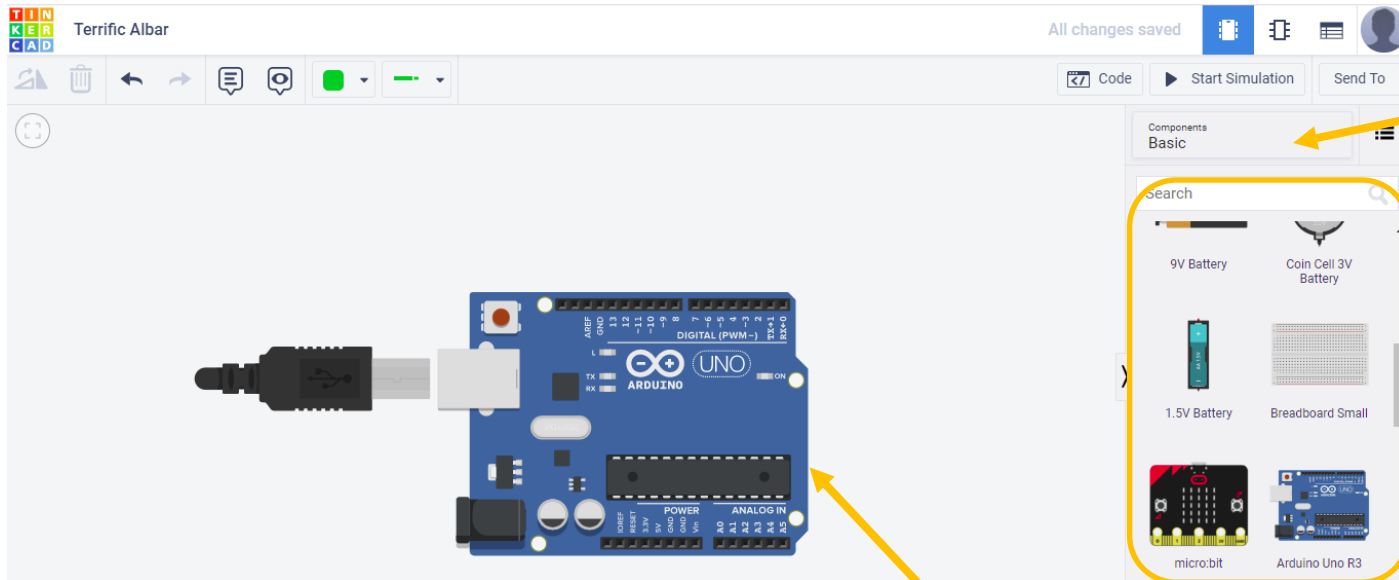 TIN
KER
CAD
Terrific Albar
All changes saved
Code
Start Simulation
Send To
Components
Basic
Search
9V Battery
Coin Cell 3V
Battery
1.5V Battery
Breadboard Small
micro:bit
Arduino Uno R3
AREF
GND
13
12
~11
~10
~9
8
7
~6
~5
4
~3
2
TX→1
RX←0
DIGITAL (PWM~)
L
TX
RX
UNO
ARDUINO
ON
POWER
ANALOG IN
IOREF
RESET
3.3V
5V
GND
GND
Vin
A0
A1
A2
A3
A4
A5